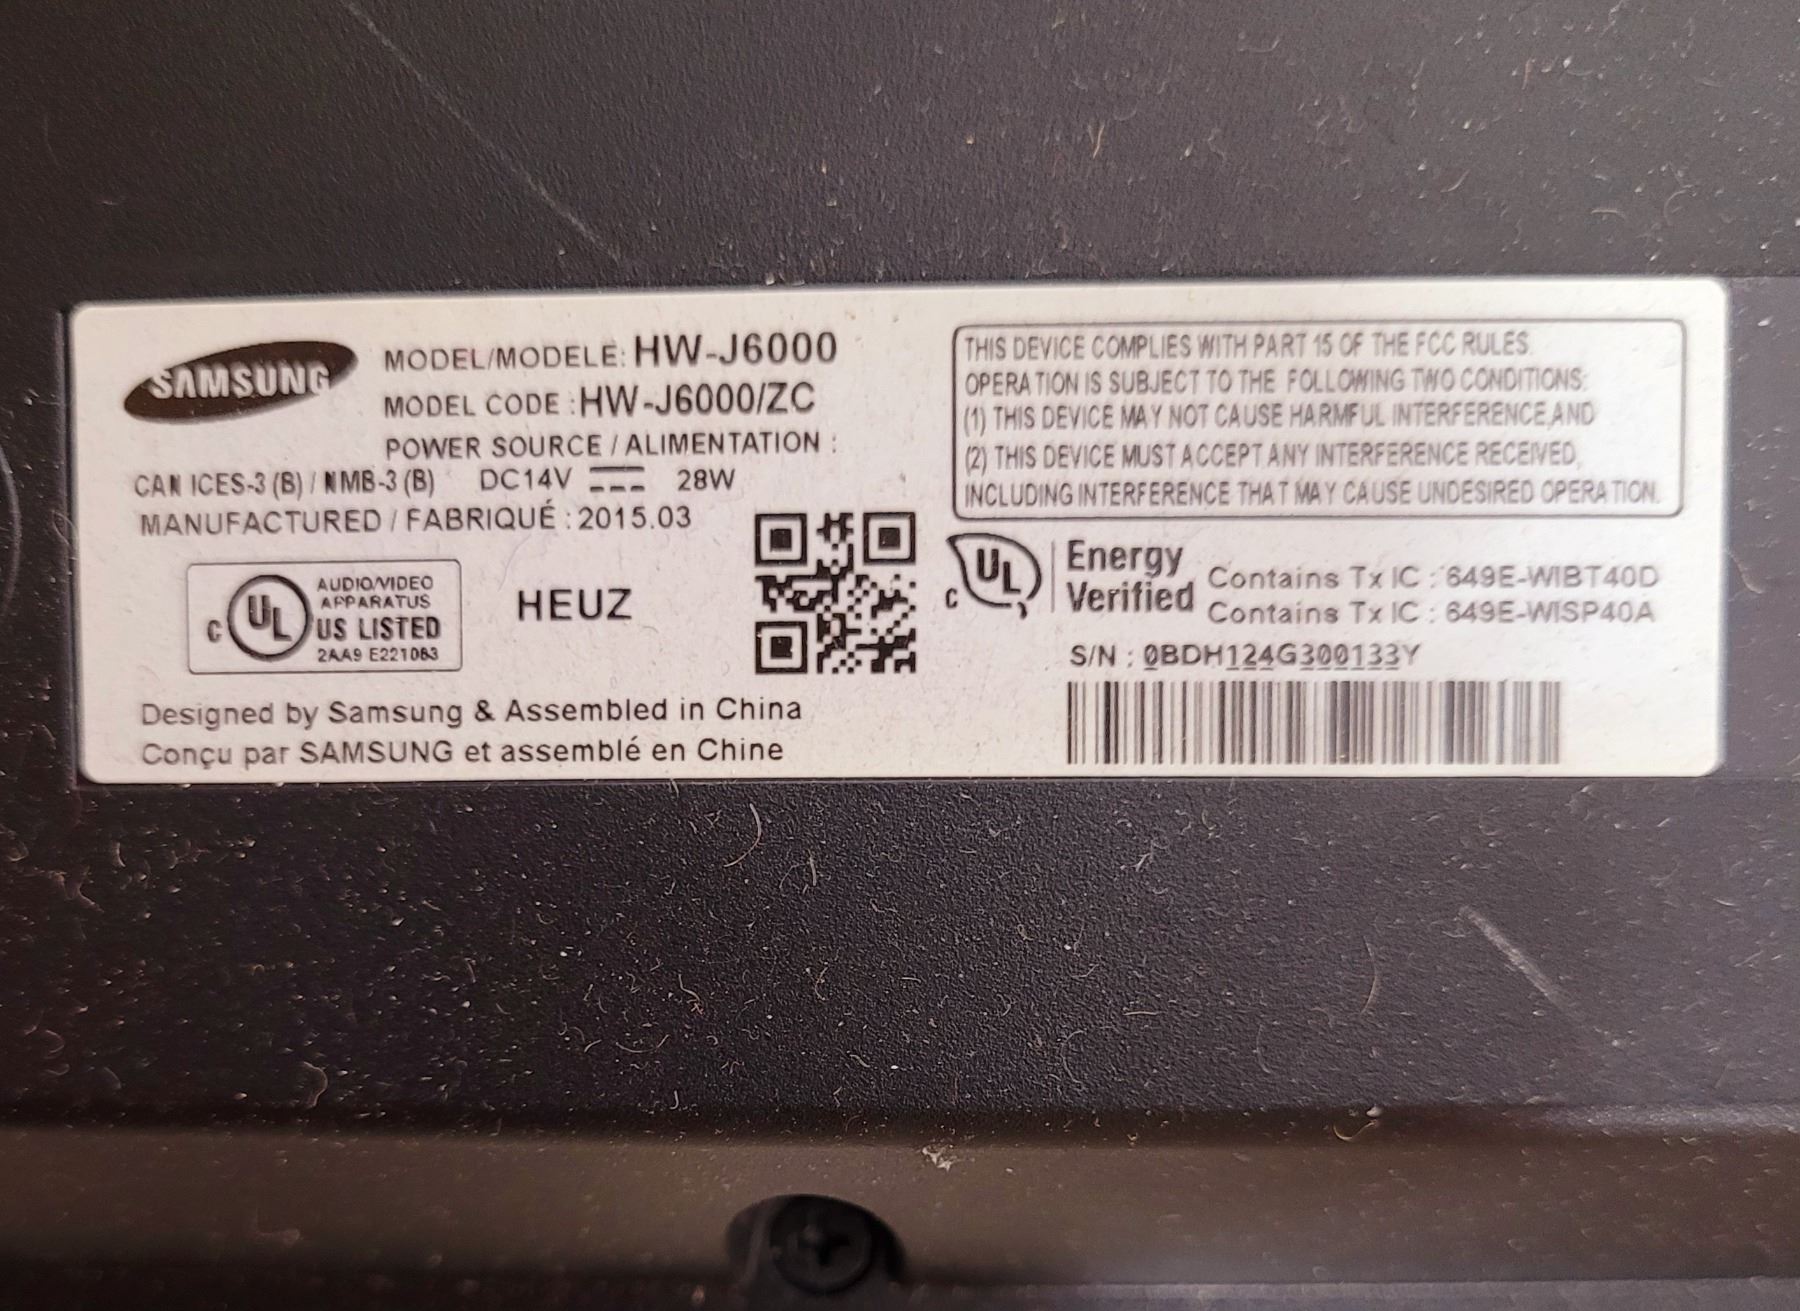 SAMSUNG
MODEL/MODELE: HW-J6000
MODEL CODE : HW-J6000/ZC
POWER SOURCE / ALIMENTATION :
CAN ICES-3 (B) / NMB-3 (B) DC14V 28W
MANUFACTURED / FABRIQUÉ : 2015.03
c UL
AUDIO/VIDEO
APPARATUS
US LISTED
2AA9 E221063
HEUZ
Designed by Samsung & Assembled in China
Conçu par SAMSUNG et assemblé en Chine
THIS DEVICE COMPLIES WITH PART 15 OF THE FCC RULES.
OPERATION IS SUBJECT TO THE FOLLOWING TWO CONDITIONS:
(1) THIS DEVICE MAY NOT CAUSE HARMFUL INTERFERENCE,AND
(2) THIS DEVICE MUST ACCEPT ANY INTERFERENCE RECEIVED,
INCLUDING INTERFERENCE THAT MAY CAUSE UNDESIRED OPERATION.
c UL
Energy
Verified
Contains Tx IC : 649E-WIBT40D
Contains Tx IC : 649E-WISP40A
S/N : 0BDH124G300133Y